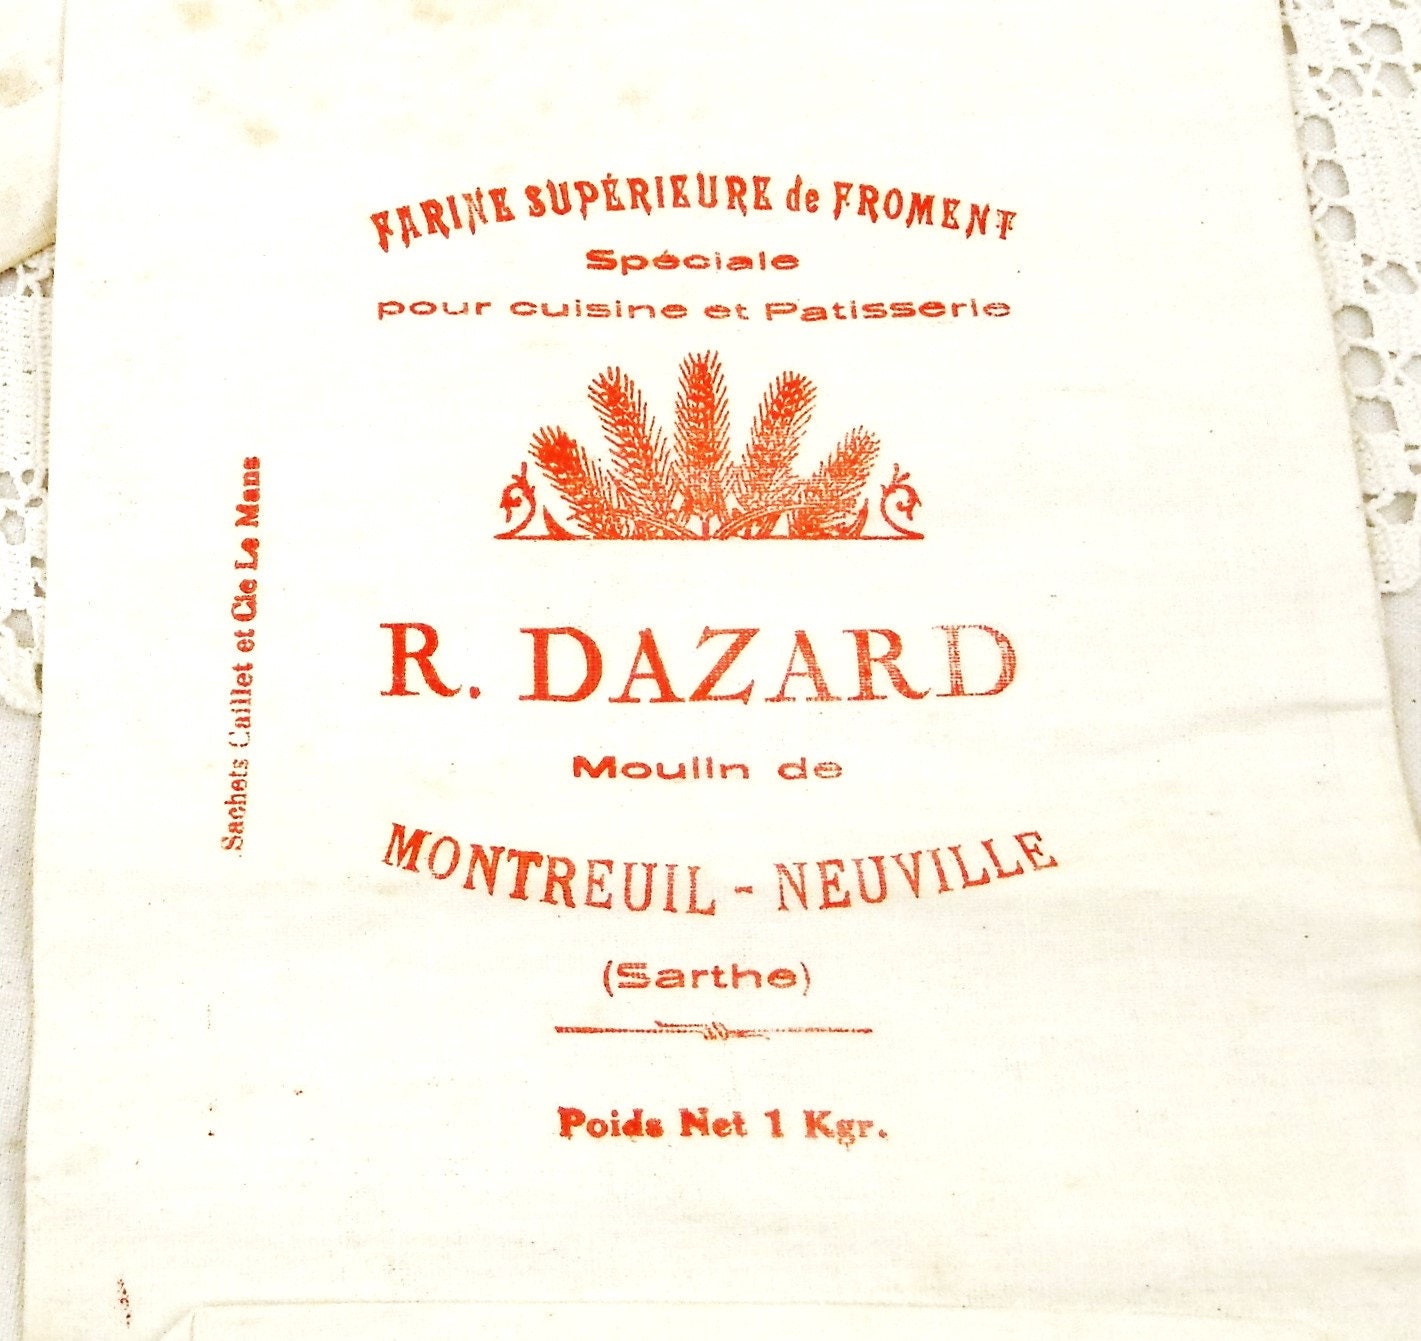 FARINE SUPÉRIEURE de FROMENT
Spéciale
pour cuisine et Patisserie
R. DAZARD
Moulin de
MONTREUIL - NEUVILLE
(Sarthe)
Poids Net 1 Kgr.
Sachets Caillet et Cie Le Mans